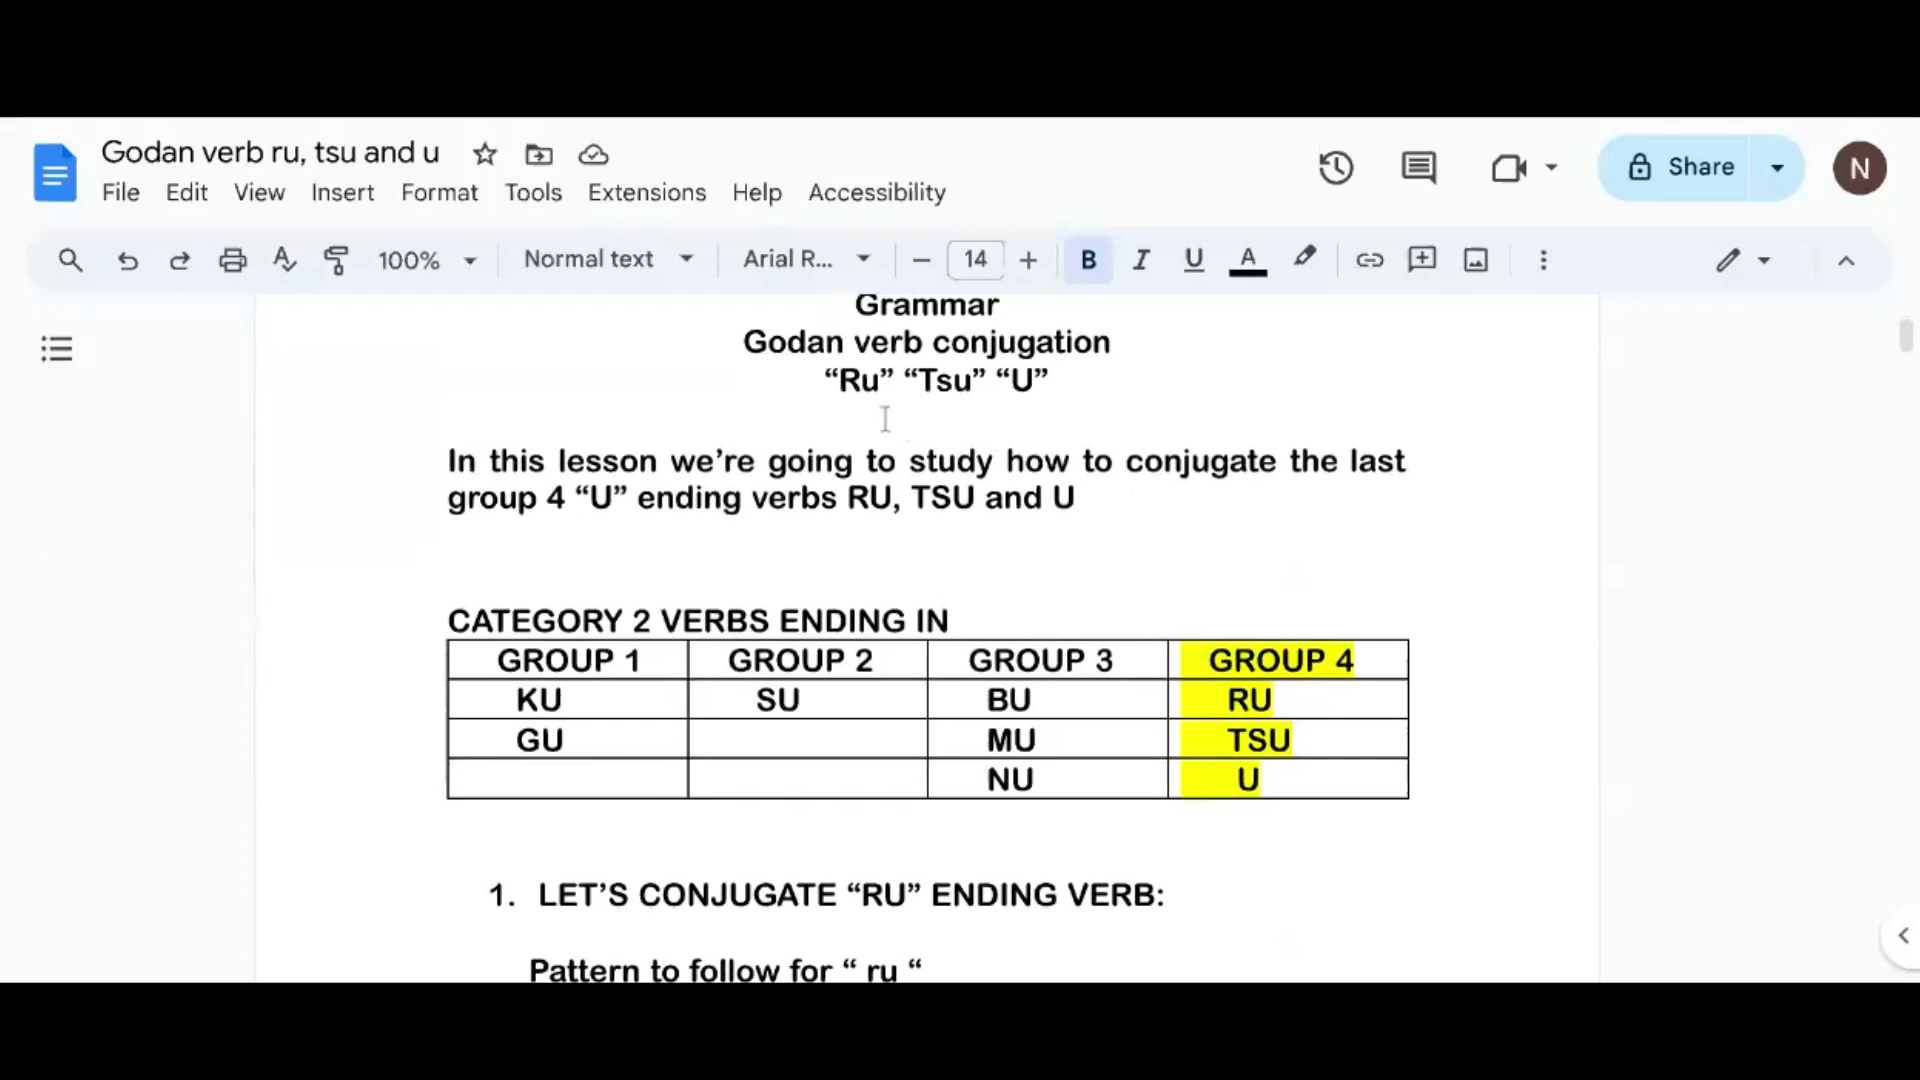 Godan verb ru, tsu and u
File Edit View Insert Format Tools Extensions Help Accessibility
Share
N
100% Normal text Arial R... 14 B I U A
Grammar
Godan verb conjugation
“Ru” “Tsu” “U”
In this lesson we’re going to study how to conjugate the last
group 4 “U” ending verbs RU, TSU and U
CATEGORY 2 VERBS ENDING IN
GROUP 1 GROUP 2 GROUP 3 GROUP 4
KU SU BU RU
GU MU TSU
NU U
1. LET’S CONJUGATE “RU” ENDING VERB:
Pattern to follow for “ ru “